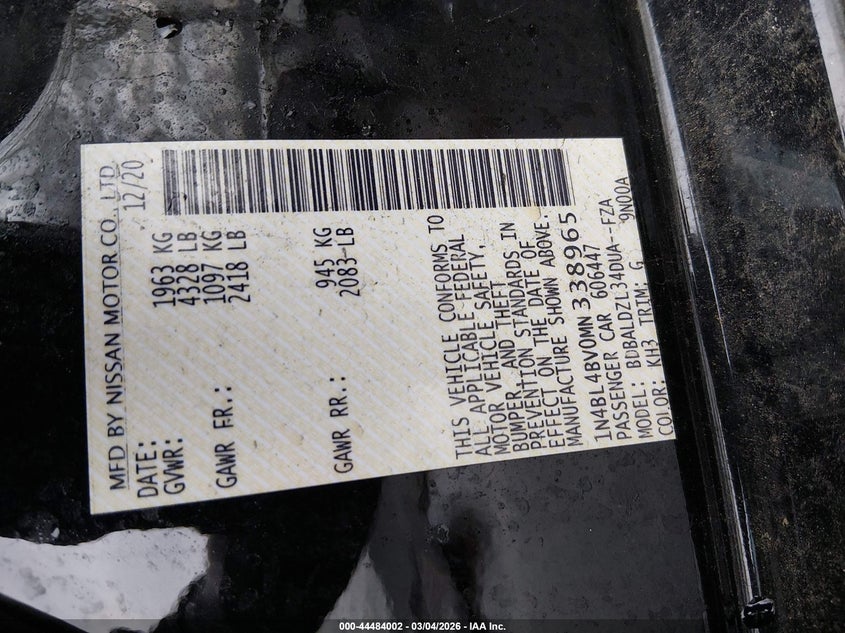 MFD BY NISSAN MOTOR CO., LTD.
DATE: 12/20
GVWR: 1963 KG
4328 LB
GAWR FR.: 1097 KG
2418 LB
GAWR RR.: 945 KG
2083 LB
THIS VEHICLE CONFORMS TO
ALL APPLICABLE FEDERAL
MOTOR VEHICLE SAFETY,
BUMPER, AND THEFT
PREVENTION STANDARDS IN
EFFECT ON THE DATE OF
MANUFACTURE SHOWN ABOVE.
1N4BL4BV0MN338965
PASSENGER CAR 606447
MODEL: BDBALDZL34DUA--FZA
COLOR: KH3 TRIM: G 9N00A
000-44484002 - 03/04/2026 - IAA Inc.